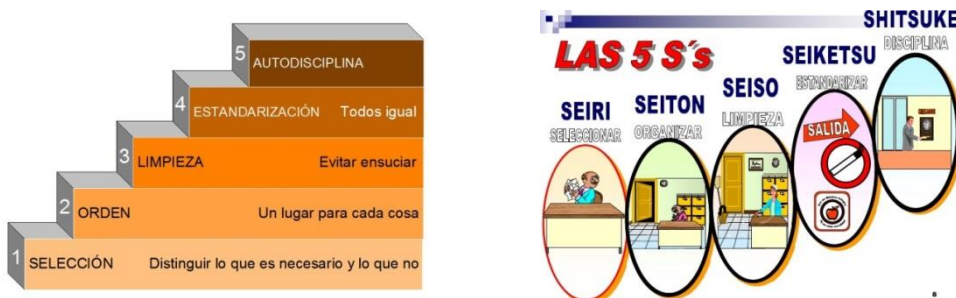 5
AUTODISCIPLINA
4
ESTANDARIZACIÓN Todos igual
3
LIMPIEZA Evitar ensuciar
2
ORDEN Un lugar para cada cosa
1
SELECCIÓN Distinguir lo que es necesario y lo que no
LAS 5 S´s
SEIRI
SELECCIONAR
SEITON
ORGANIZAR
SEISO
LIMPIEZA
SEIKETSU
ESTANDARIZAR
SALIDA
SHITSUKE
DISCIPLINA
8